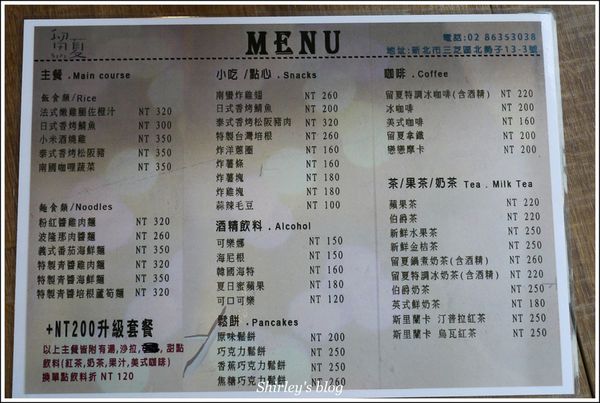 留夏
MENU
電話:02 86353038
地址:新北市三芝區北勢子13-3號
主餐 .Main course
飯食類/Rice
法式嫩雞腿佐橙汁 NT 320
日式香烤鯖魚 NT 300
小米酒燒雞 NT 350
泰式香烤松阪豬 NT 350
南國咖哩蔬菜 NT 350
麵食類/Noodles
粉紅醬雞肉麵 NT 320
波隆那肉醬麵 NT 260
義式番茄海鮮麵 NT 350
特製青醬雞肉麵 NT 320
特製青醬海鮮麵 NT 350
特製青醬培根蘆筍麵 NT 320
+NT200升級套餐
以上主餐皆附有湯,沙拉, 甜點
飲料(紅茶,奶茶,果汁,美式咖啡)
換單點飲料折 NT 120
小吃 /點心 . Snacks
南蠻炸雞翅 NT 260
日式香烤鯖魚 NT 200
泰式香烤松阪豬肉 NT 320
特製台灣培根 NT 260
炸洋蔥圈 NT 160
炸薯條 NT 160
炸薯塊 NT 180
炸雞塊 NT 180
蒜辣毛豆 NT 100
酒精飲料 . Alcohol
可樂娜 NT 150
海尼根 NT 150
韓國海特 NT 160
夏日蜜蘋果 NT 180
可口可樂 NT 100
鬆餅 . Pancakes
原味鬆餅 NT 200
巧克力鬆餅 NT 250
香蕉巧克力鬆餅 NT 280
焦糖巧克力鬆餅 NT 280
咖啡 . Coffee
留夏特調冰咖啡(含酒精) NT 220
冰咖啡 NT 200
美式咖啡 NT 160
留夏拿鐵 NT 200
戀戀摩卡 NT 200
茶/果茶/奶茶 Tea . Milk Tea
蘋果茶 NT 220
伯爵茶 NT 220
新鮮水果茶 NT 250
新鮮金桔茶 NT 250
留夏鍋煮奶茶(含酒精) NT 220
留夏特調冰奶茶(含酒精) NT 220
伯爵奶茶 NT 250
英式鮮奶茶 NT 180
斯里蘭卡 汀普拉紅茶 NT 250
斯里蘭卡 烏瓦紅茶 NT 250
Shirley's blog